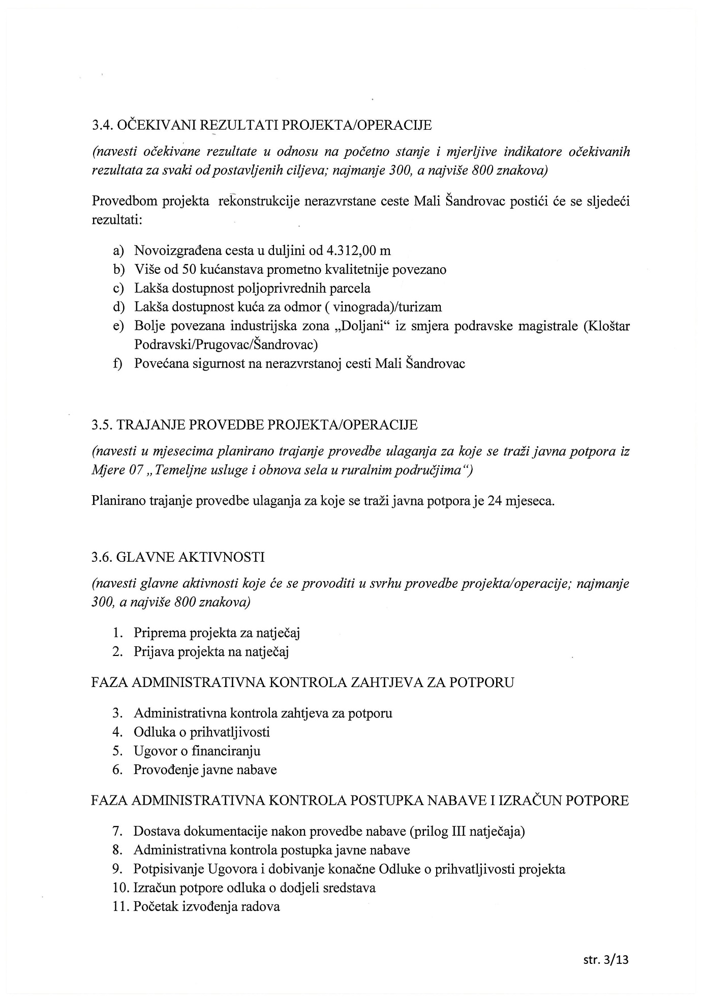 3.4. OČEKIVANI REZULTATI PROJEKTA/OPERACIJE
(navesti očekivane rezultate u odnosu na početno stanje i mjerljive indikatore očekivanih
rezultata za svaki od postavljenih ciljeva; najmanje 300, a najviše 800 znakova)
Provedbom projekta rekonstrukcije nerazvrstane ceste Mali Šandrovac postići će se sljedeći
rezultati:
a) Novoizgrađena cesta u duljini od 4.312,00 m
b) Više od 50 kućanstava prometno kvalitetnije povezano
c) Lakša dostupnost poljoprivrednih parcela
d) Lakša dostupnost kuća za odmor ( vinograda)/turizam
e) Bolje povezana industrijska zona „Doljani“ iz smjera podravske magistrale (Kloštar
Podravski/Prugovac/Šandrovac)
f) Povećana sigurnost na nerazvrstanoj cesti Mali Šandrovac
3.5. TRAJANJE PROVEDBE PROJEKTA/OPERACIJE
(navesti u mjesecima planirano trajanje provedbe ulaganja za koje se traži javna potpora iz
Mjere 07 „Temeljne usluge i obnova sela u ruralnim područjima“)
Planirano trajanje provedbe ulaganja za koje se traži javna potpora je 24 mjeseca.
3.6. GLAVNE AKTIVNOSTI
(navesti glavne aktivnosti koje će se provoditi u svrhu provedbe projekta/operacije; najmanje
300, a najviše 800 znakova)
1. Priprema projekta za natječaj
2. Prijava projekta na natječaj
FAZA ADMINISTRATIVNA KONTROLA ZAHTJEVA ZA POTPORU
3. Administrativna kontrola zahtjeva za potporu
4. Odluka o prihvatljivosti
5. Ugovor o financiranju
6. Provođenje javne nabave
FAZA ADMINISTRATIVNA KONTROLA POSTUPKA NABAVE I IZRAČUN POTPORE
7. Dostava dokumentacije nakon provedbe nabave (prilog III natječaja)
8. Administrativna kontrola postupka javne nabave
9. Potpisivanje Ugovora i dobivanje konačne Odluke o prihvatljivosti projekta
10. Izračun potpore odluka o dodjeli sredstava
11. Početak izvođenja radova
str. 3/13